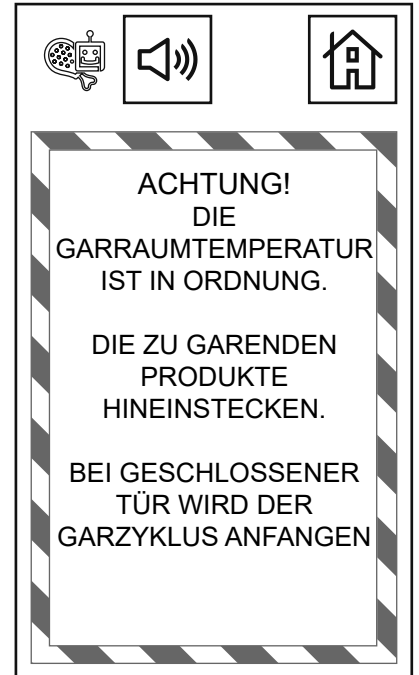 ACHTUNG!
DIE
GARRAUMTEMPERATUR
IST IN ORDNUNG.
DIE ZU GARENDEN
PRODUKTE
HINEINSTECKEN.
BEI GESCHLOSSENER
TÜR WIRD DER
GARZYKLUS ANFANGEN